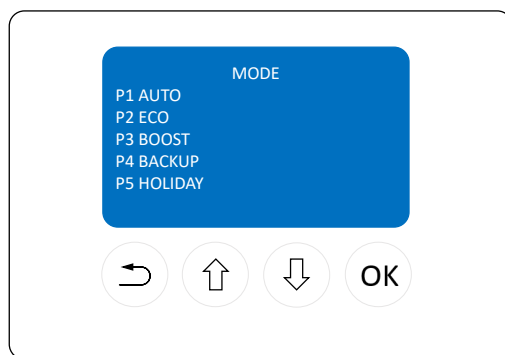 MODE
P1 AUTO
P2 ECO
P3 BOOST
P4 BACKUP
P5 HOLIDAY
OK